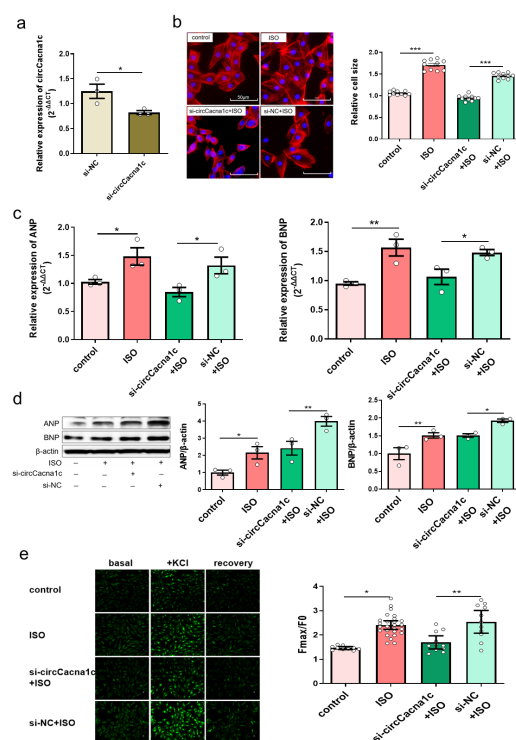 a
Relative expression of circCacna1c
(2^-ΔΔCT)
2.0
1.5
1.0
0.5
0.0
*
si-NC
si-circCacna1c
b
control
ISO
50μm
si-circCacna1c+ISO
si-NC+ISO
Relative cell size
2.0
1.5
1.0
0.5
0.0
***
***
control
ISO
si-circCacna1c
+ISO
si-NC
+ISO
c
Relative expression of ANP
(2^-ΔΔCT)
2.0
1.5
1.0
0.5
0.0
*
*
control
ISO
si-circCacna1c
+ISO
si-NC
+ISO
Relative expression of BNP
(2^-ΔΔCT)
2.0
1.5
1.0
0.5
0.0
**
*
control
ISO
si-circCacna1c
+ISO
si-NC
+ISO
d
ANP
BNP
β-actin
ISO – + + +
si-circCacna1c – – + –
si-NC – – – +
ANP/β-actin
5
4
3
2
1
0
*
**
control
ISO
si-circCacna1c
+ISO
si-NC
+ISO
BNP/β-actin
2.5
2.0
1.5
1.0
0.5
0.0
**
*
control
ISO
si-circCacna1c
+ISO
si-NC
+ISO
e
basal +KCl recovery
control
ISO
si-circCacna1c
+ISO
si-NC+ISO
Fmax/F0
4
3
2
1
0
*
**
control
ISO
si-circCacna1c
+ISO
si-NC
+ISO